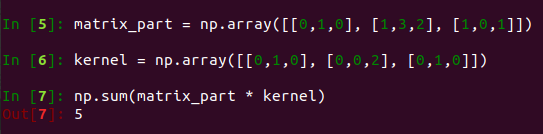 In [5]: matrix_part = np.array([[0,1,0], [1,3,2], [1,0,1]])
In [6]: kernel = np.array([[0,1,0], [0,0,2], [0,1,0]])
In [7]: np.sum(matrix_part * kernel)
Out[7]: 5